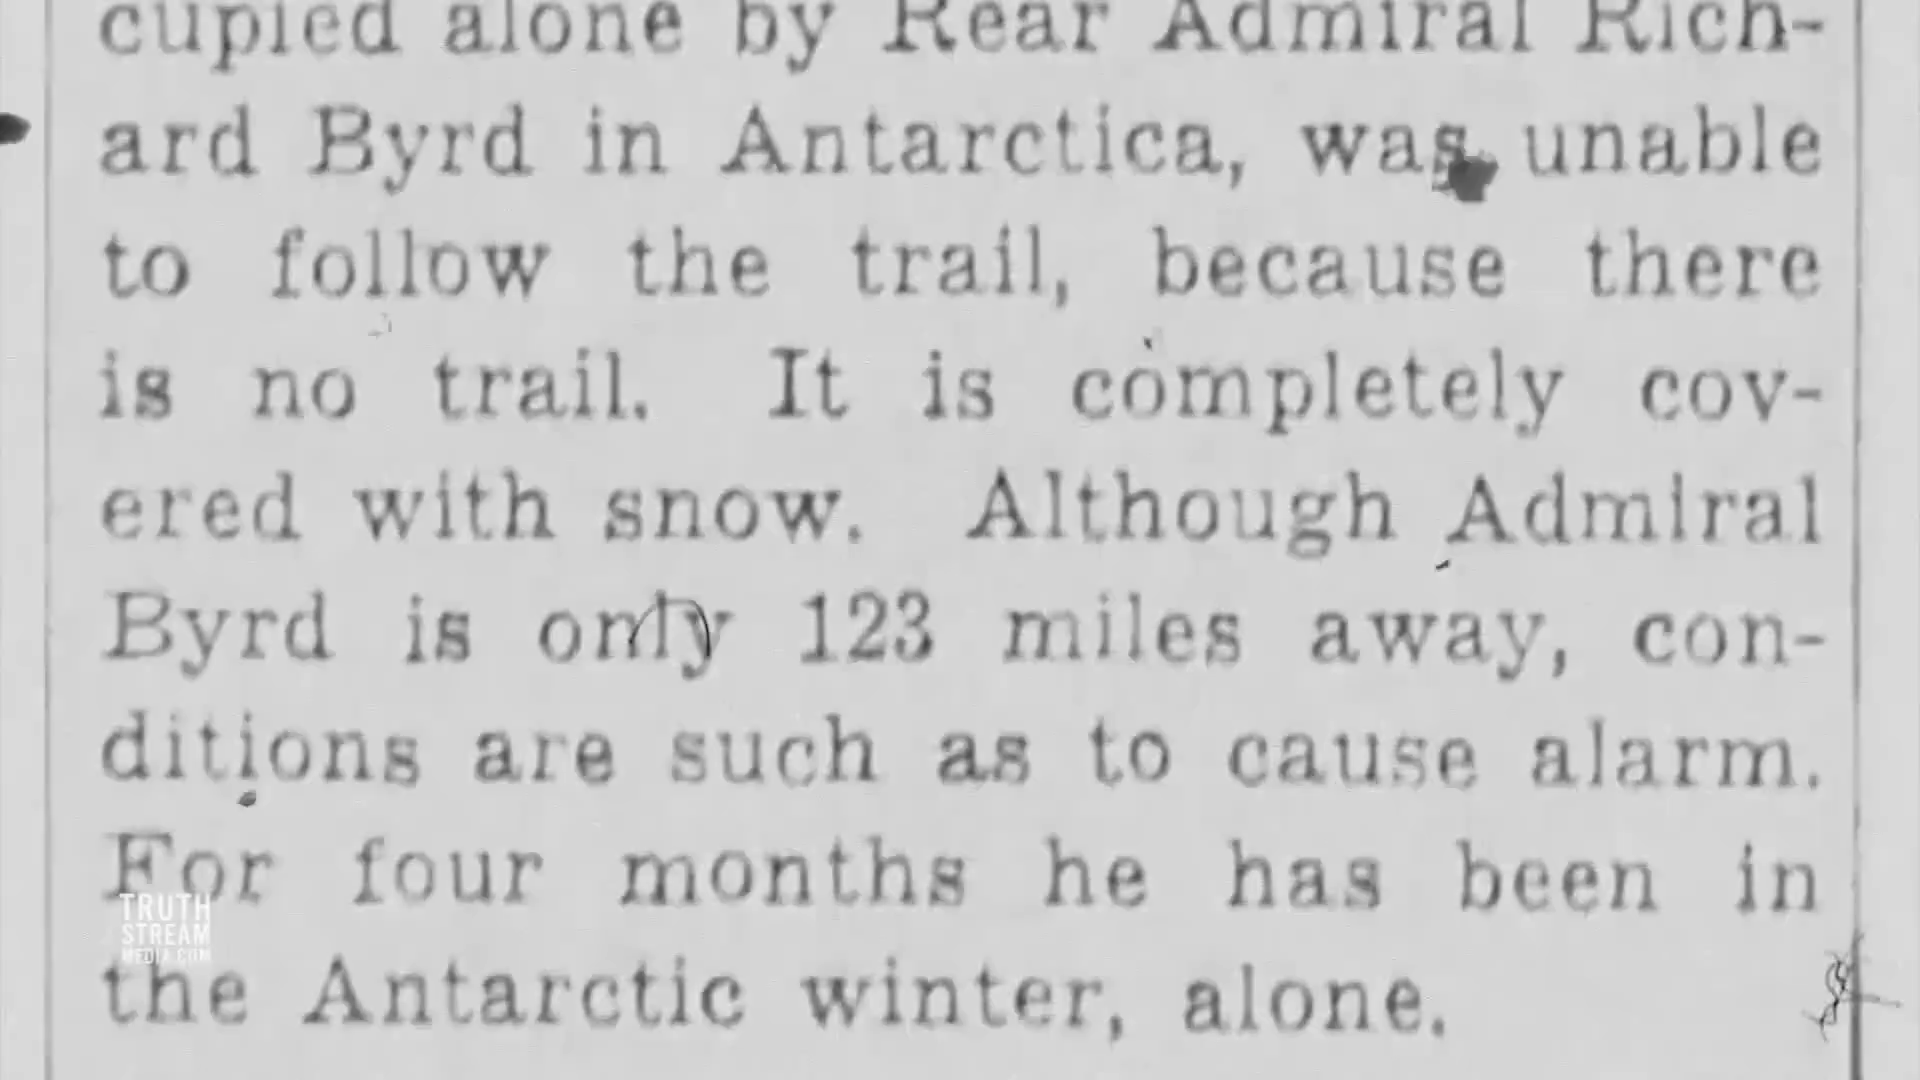 cupied alone by Rear Admiral Rich-
ard Byrd in Antarctica, was unable
to follow the trail, because there
is no trail. It is completely cov-
ered with snow. Although Admiral
Byrd is only 123 miles away, con-
ditions are such as to cause alarm.
For four months he has been in
the Antarctic winter, alone.
TRUTH
STREAM
MEDIA.COM